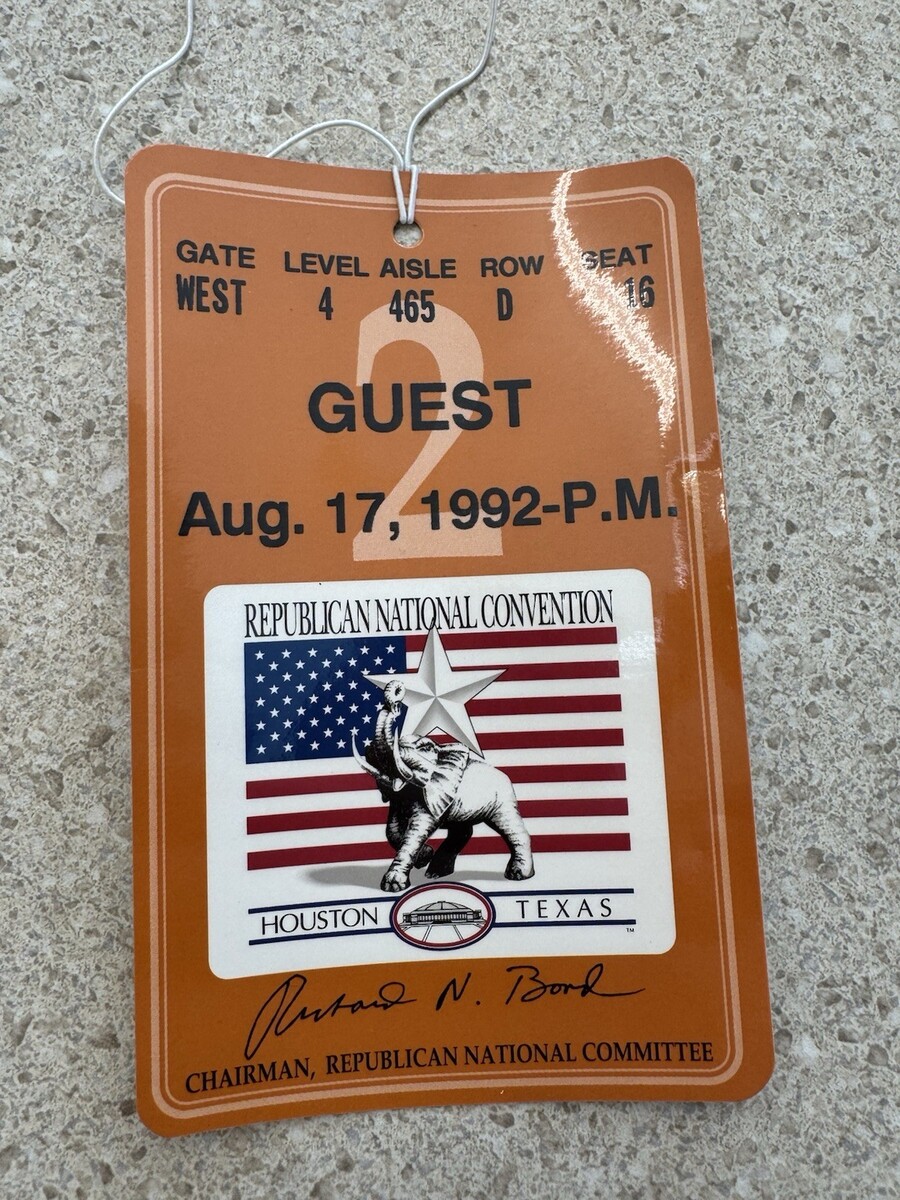 GATE LEVEL AISLE ROW SEAT
WEST 4 465 D 16
2
GUEST
Aug. 17, 1992-P.M.
REPUBLICAN NATIONAL CONVENTION
HOUSTON TEXAS
TM
Richard N. Bond
CHAIRMAN, REPUBLICAN NATIONAL COMMITTEE